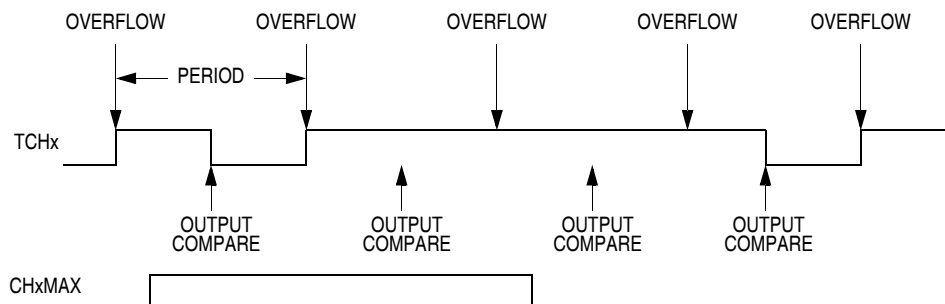 OVERFLOW OVERFLOW OVERFLOW OVERFLOW OVERFLOW
PERIOD
TCHx
OUTPUT COMPARE
OUTPUT COMPARE
OUTPUT COMPARE
OUTPUT COMPARE
CHxMAX